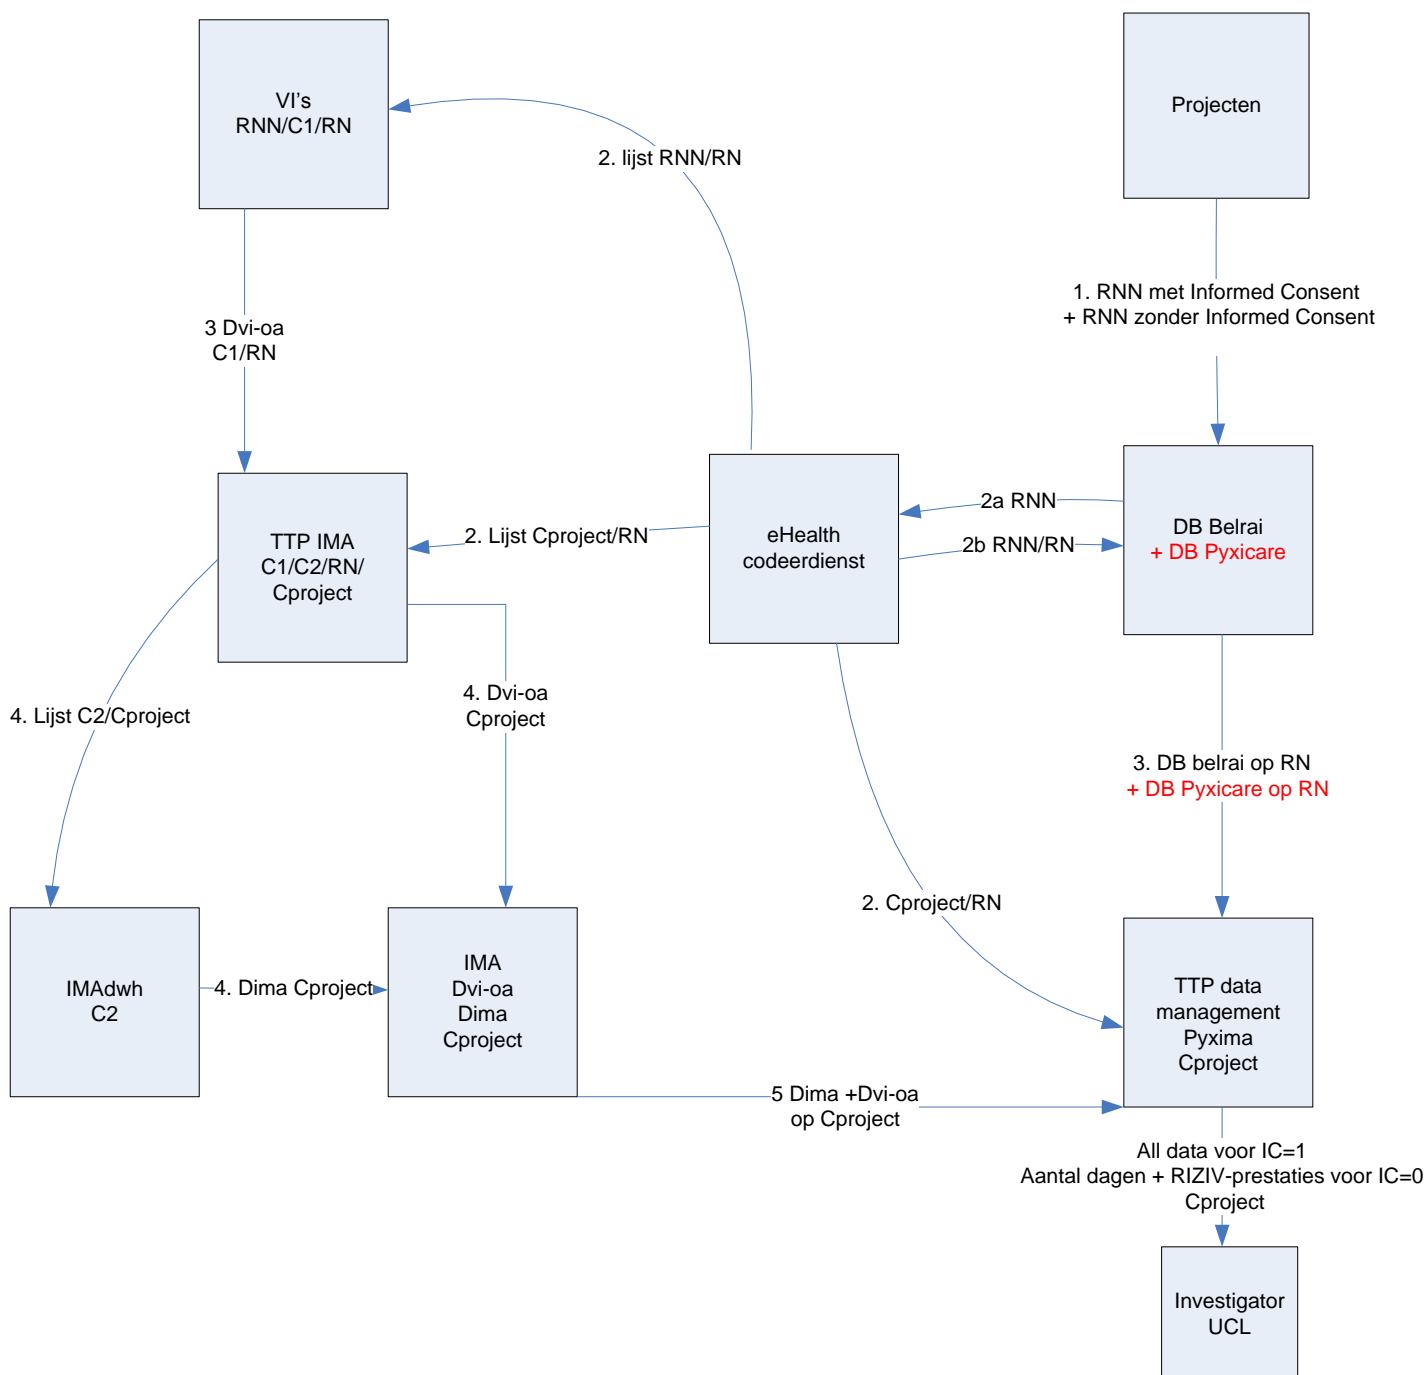 VI's
RNN/C1/RN
Projecten
2. lijst RNN/RN
1. RNN met Informed Consent
+ RNN zonder Informed Consent
3 Dvi-oa
C1/RN
TTP IMA
C1/C2/RN/
Cproject
2. Lijst Cproject/RN
eHealth
codeerdienst
2a RNN
2b RNN/RN
DB Belrai
+ DB Pyxicare
4. Lijst C2/Cproject
4. Dvi-oa
Cproject
3. DB belrai op RN
+ DB Pyxicare op RN
2. Cproject/RN
IMAdwh
C2
4. Dima Cproject
IMA
Dvi-oa
Dima
Cproject
TTP data
management
Pyxima
Cproject
5 Dima +Dvi-oa
op Cproject
All data voor IC=1
Aantal dagen + RIZIV-prestaties voor IC=0
Cproject
Investigator
UCL